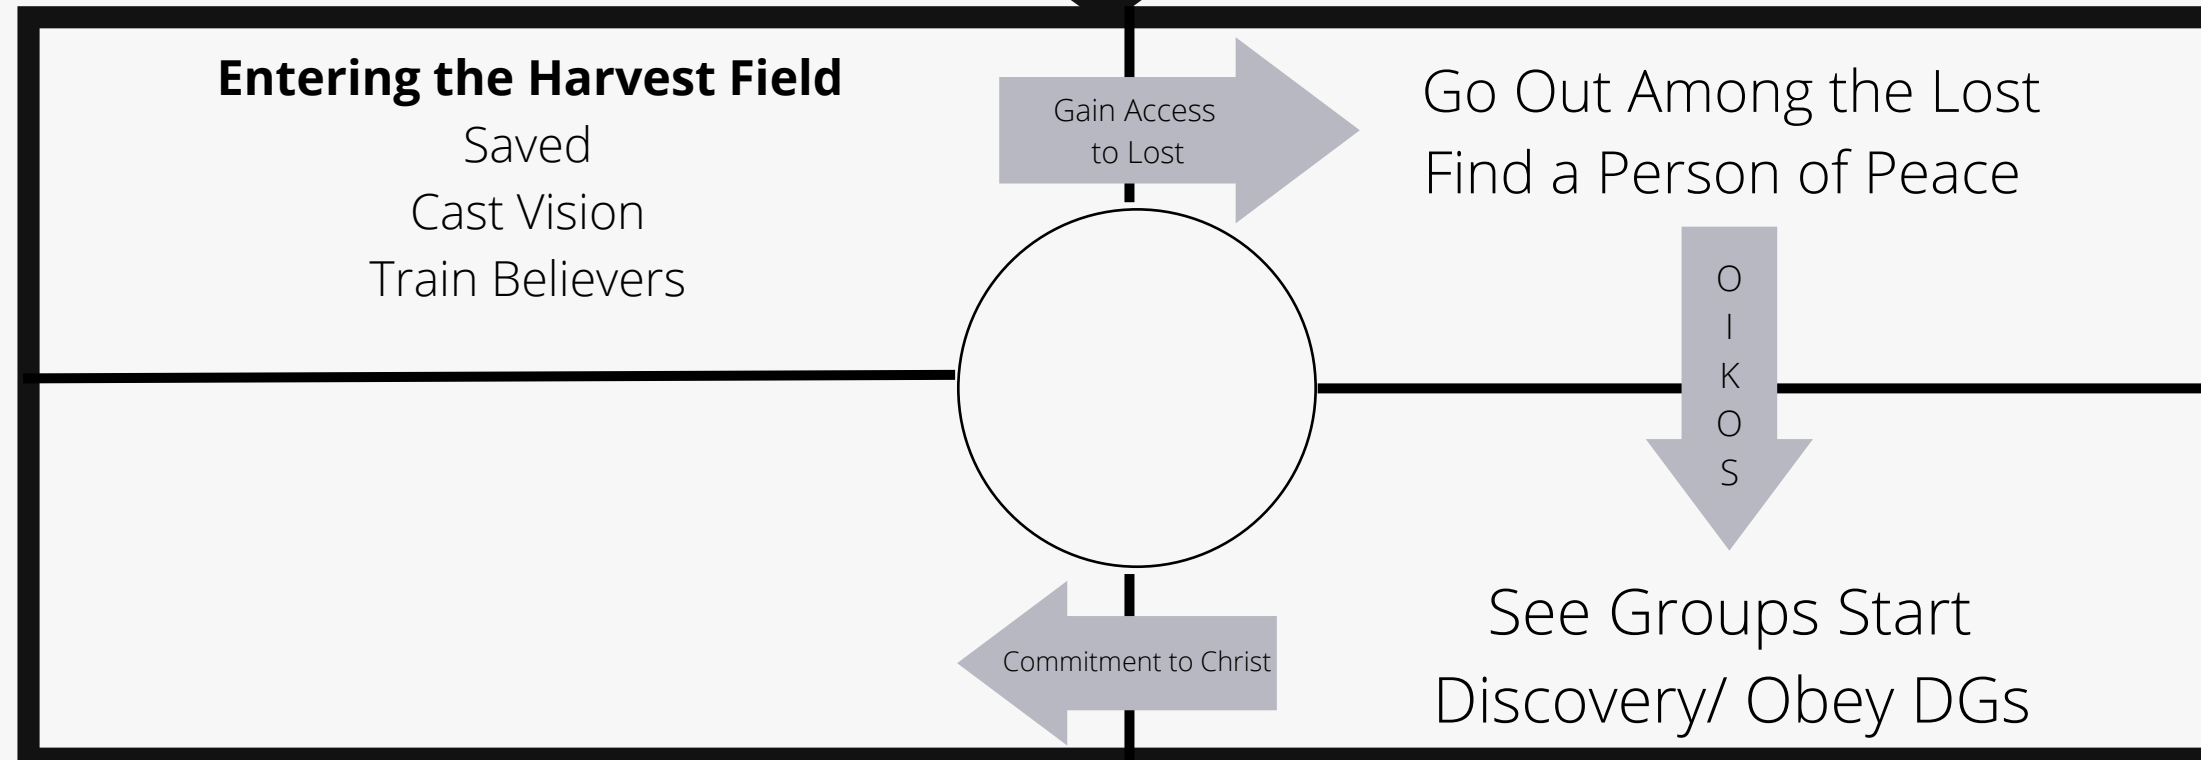 Entering the Harvest Field
Saved
Cast Vision
Train Believers
Gain Access
to Lost
Go Out Among the Lost
Find a Person of Peace
O
I
K
O
S
See Groups Start
Discovery/ Obey DGs
Commitment to Christ